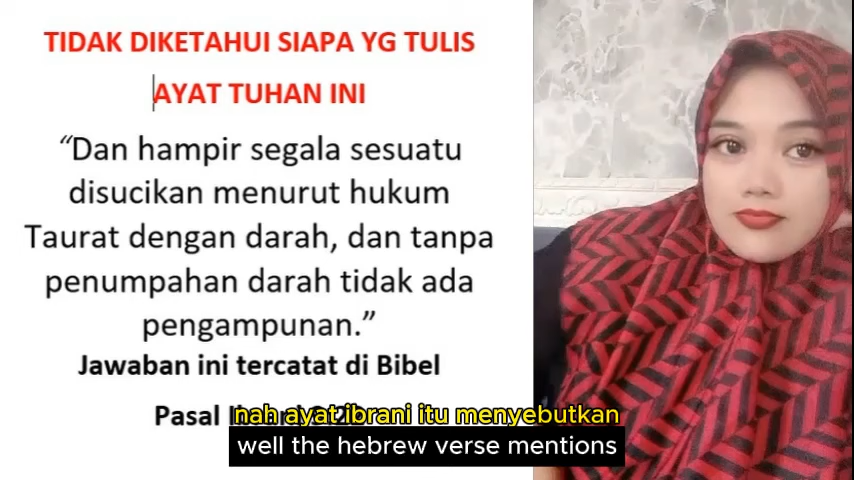 TIDAK DIKETAHUI SIAPA YG TULIS
AYAT TUHAN INI
“Dan hampir segala sesuatu
disucikan menurut hukum
Taurat dengan darah, dan tanpa
penumpahan darah tidak ada
pengampunan.”
Jawaban ini tercatat di Bibel
Pasal
nah ayat ibrani itu menyebutkan
well the hebrew verse mentions